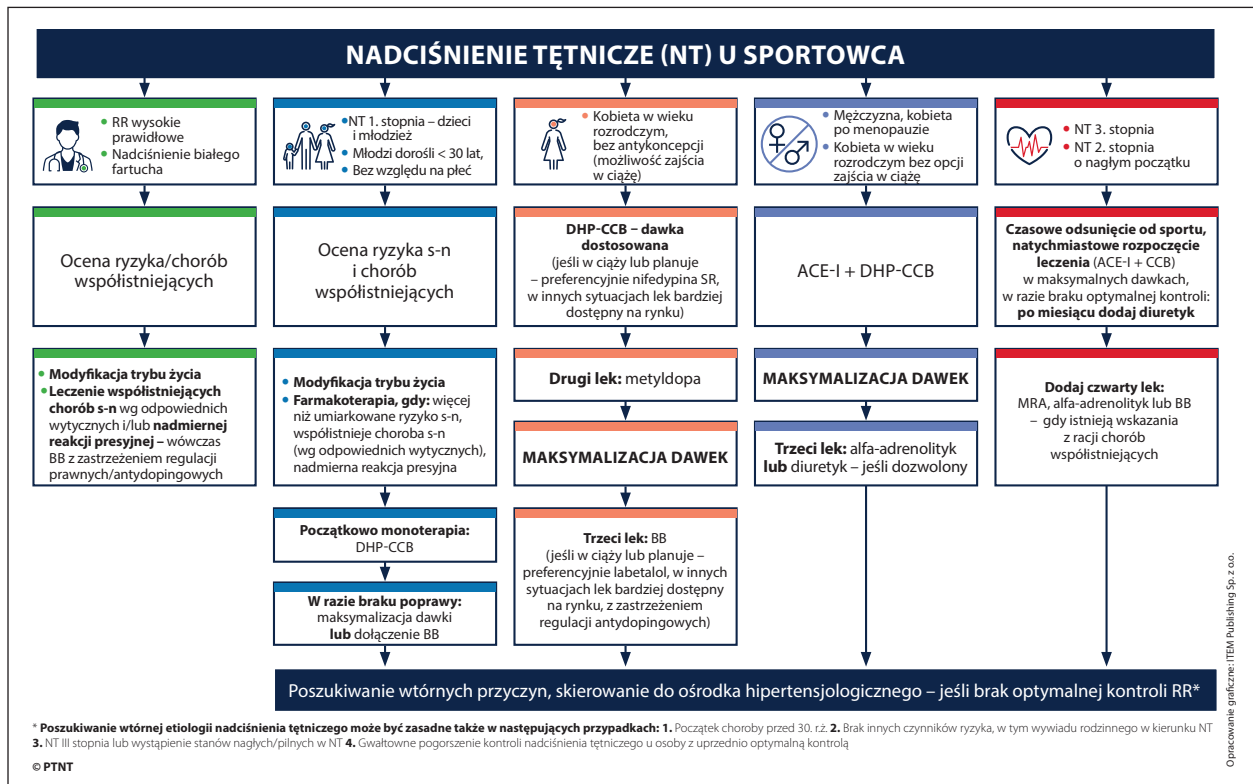 NADCIŚNIENIE TĘTNICZE (NT) U SPORTOWCA
• RR wysokie
prawidłowe
• Nadciśnienie białego
fartucha
Ocena ryzyka/chorób
współistniejących
• Modyfikacja trybu życia
• Leczenie współistniejących
chorób s-n wg odpowiednich
wytycznych i/lub nadmiernej
reakcji presyjnej – wówczas
BB z zastrzeżeniem regulacji
prawnych/antydopingowych
•NT 1. stopnia – dzieci
i młodzież
• Młodzi dorośli < 30 lat,
• Bez względu na płeć
Ocena ryzyka s-n
i chorób
współistniejących
• Modyfikacja trybu życia
• Farmakoterapia, gdy: więcej
niż umiarkowane ryzyko s-n,
współistnieje choroba s-n
(wg odpowiednich wytycznych),
nadmierna reakcja presyjna
Początkowo monoterapia:
DHP-CCB
W razie braku poprawy:
maksymalizacja dawki
lub dołączenie BB
• Kobieta w wieku
rozrodczym,
bez antykoncepcji
(możliwość zajścia
w ciążę)
DHP-CCB – dawka
dostosowana
(jeśli w ciąży lub planuje
– preferencyjnie nifedypina SR,
w innych sytuacjach lek bardziej
dostępny na rynku)
Drugi lek: metyldopa
MAKSYMALIZACJA DAWEK
Trzeci lek: BB
(jeśli w ciąży lub planuje –
preferencyjnie labetalol, w innych
sytuacjach lek bardziej dostępny
na rynku, z zastrzeżeniem
regulacji antydopingowych)
• Mężczyzna, kobieta
po menopauzie
• Kobieta w wieku
rozrodczym bez opcji
zajścia w ciążę
ACE-I + DHP-CCB
MAKSYMALIZACJA DAWEK
Trzeci lek: alfa-adrenolityk
lub diuretyk – jeśli dozwolony
• NT 3. stopnia
• NT 2. stopnia
o nagłym początku
Czasowe odsunięcie od sportu,
natychmiastowe rozpoczęcie
leczenia (ACE-I + CCB)
w maksymalnych dawkach,
w razie braku optymalnej kontroli:
po miesiącu dodaj diuretyk
Dodaj czwarty lek:
MRA, alfa-adrenolityk lub BB
– gdy istnieją wskazania
z racji chorób
współistniejących
Poszukiwanie wtórnych przyczyn, skierowanie do ośrodka hipertensjologicznego – jeśli brak optymalnej kontroli RR*
* Poszukiwanie wtórnej etiologii nadciśnienia tętniczego może być zasadne także w następujących przypadkach: 1. Początek choroby przed 30. r.ż. 2. Brak innych czynników ryzyka, w tym wywiadu rodzinnego w kierunku NT
3. NT III stopnia lub wystąpienie stanów nagłych/pilnych w NT 4. Gwałtowne pogorszenie kontroli nadciśnienia tętniczego u osoby z uprzednio optymalną kontrolą
© PTNT
Opracowanie graficzne: ITEM Publishing Sp. z o.o.